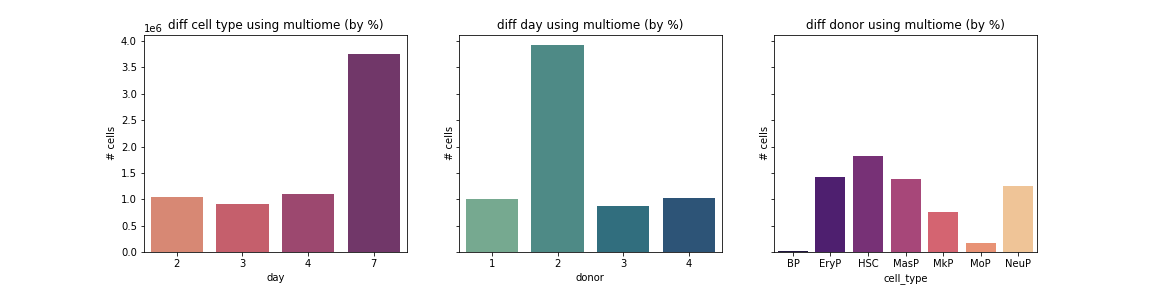 diff cell type using multiome (by %)
1e6
4.0
3.5
3.0
2.5
2.0
1.5
1.0
0.5
0.0
# cells
2 3 4 7
day
diff day using multiome (by %)
# cells
1 2 3 4
donor
diff donor using multiome (by %)
# cells
BP EryP HSC MasP MkP MoP NeuP
cell_type